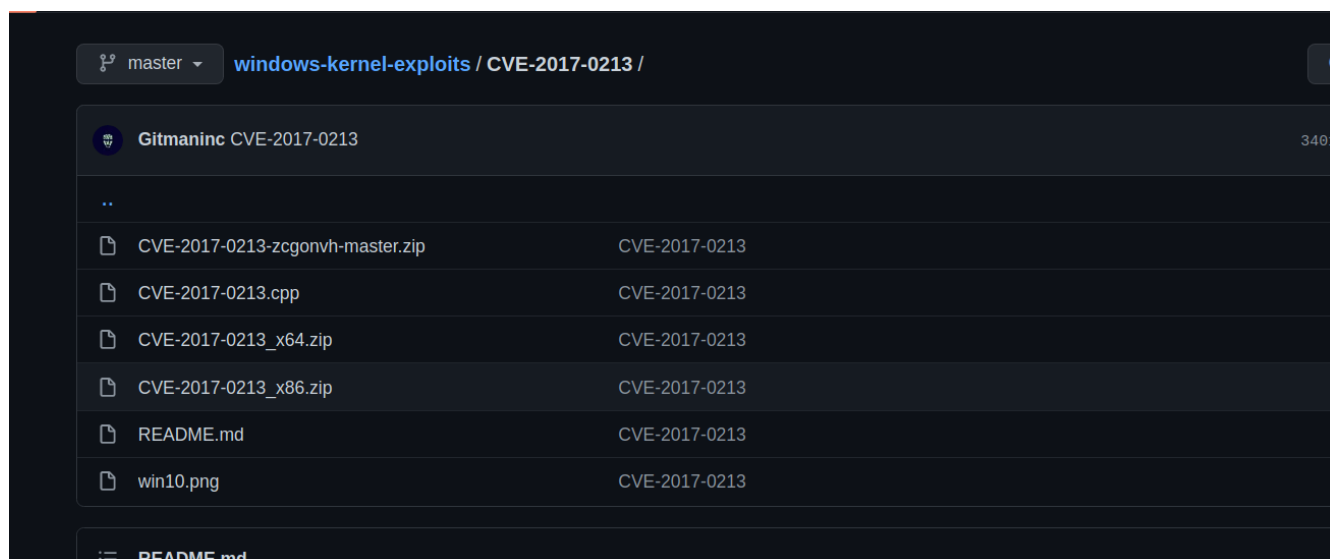 master windows-kernel-exploits / CVE-2017-0213 /
Gitmaninc CVE-2017-0213
..
CVE-2017-0213-zcgonvh-master.zip CVE-2017-0213
CVE-2017-0213.cpp CVE-2017-0213
CVE-2017-0213_x64.zip CVE-2017-0213
CVE-2017-0213_x86.zip CVE-2017-0213
README.md CVE-2017-0213
win10.png CVE-2017-0213
README.md